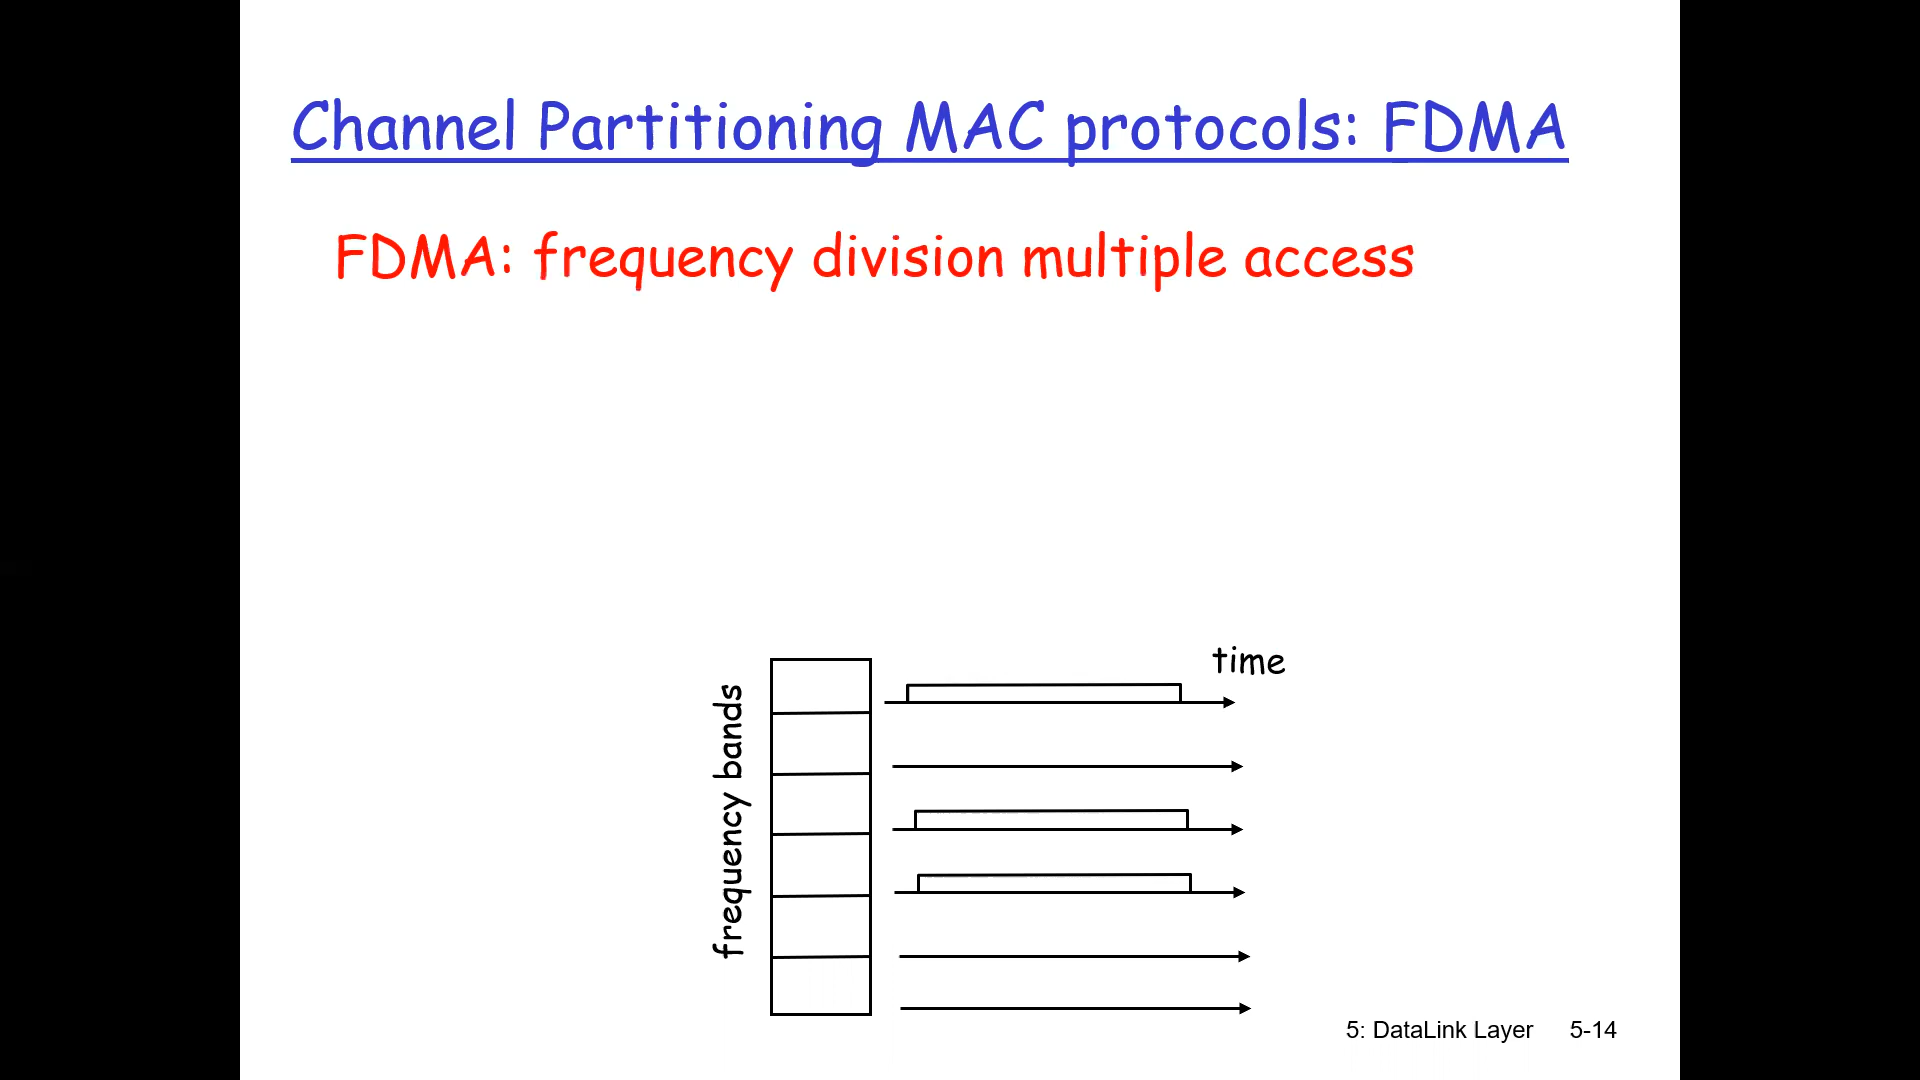 Channel Partitioning MAC protocols: FDMA
FDMA: frequency division multiple access
time
frequency bands
5: DataLink Layer 5-14